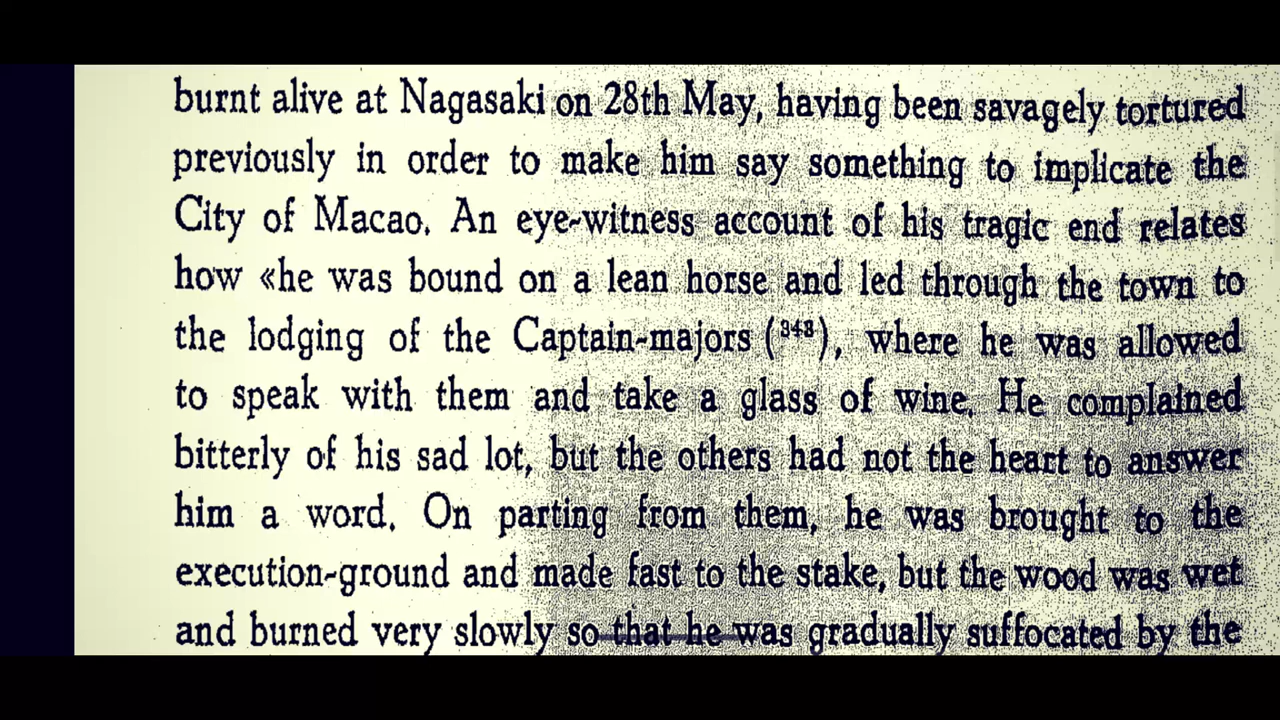 burnt alive at Nagasaki on 28th May, having been savagely tortured
previously in order to make him say something to implicate the
City of Macao. An eye-witness account of his tragic end relates
how «he was bound on a lean horse and led through the town to
the lodging of the Captain-majors (³⁴³), where he was allowed
to speak with them and take a glass of wine. He complained
bitterly of his sad lot, but the others had not the heart to answer
him a word. On parting from them, he was brought to the
execution-ground and made fast to the stake, but the wood was wet
and burned very slowly so that he was gradually suffocated by the